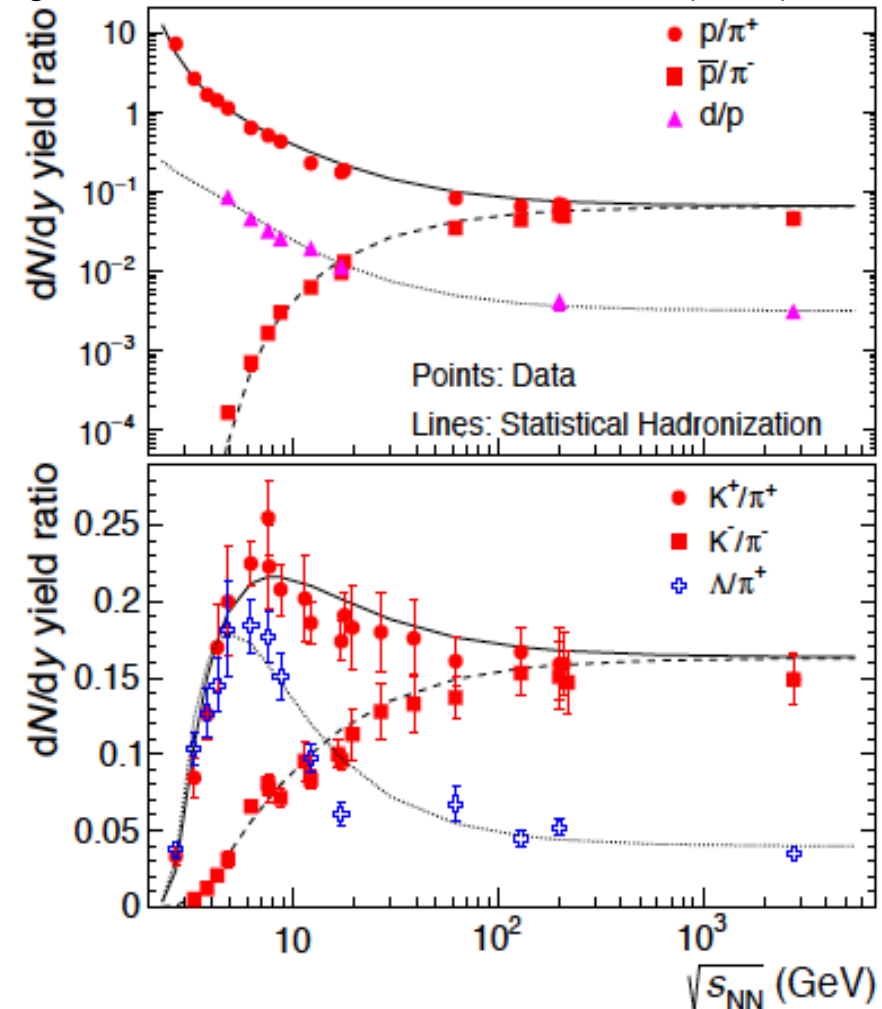 dN/dy yield ratio
10
1
10⁻¹
10⁻²
10⁻³
10⁻⁴
p/π⁺
p̅/π⁻
d/p
Points: Data
Lines: Statistical Hadronization
dN/dy yield ratio
0.25
0.2
0.15
0.1
0.05
0
K⁺/π⁺
K⁻/π⁻
Λ/π⁺
10
10²
10³
√s_NN (GeV)